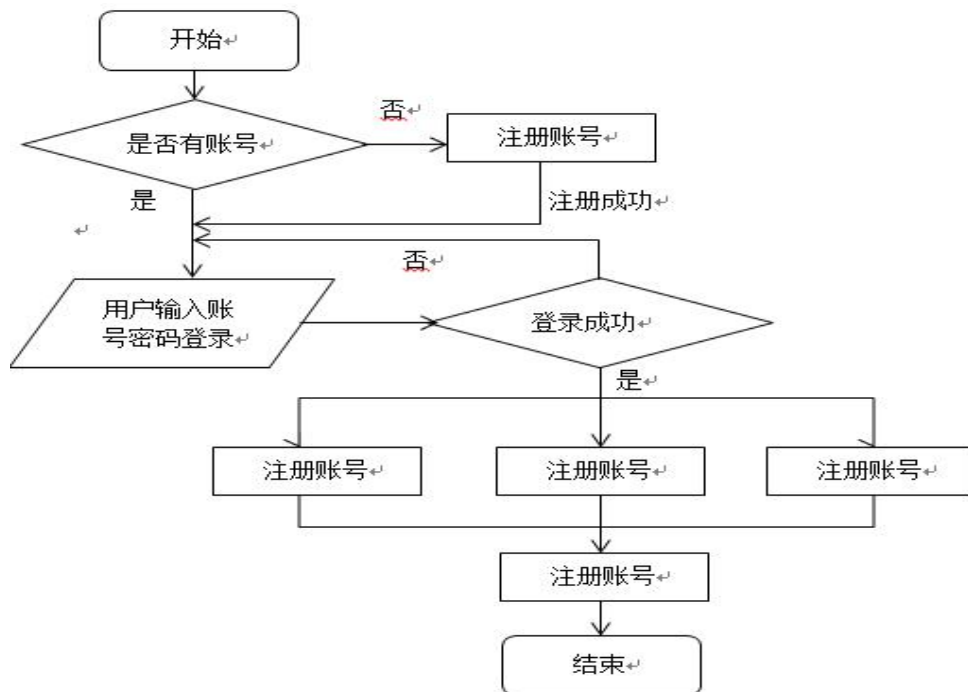 开始
否
是否有账号
注册账号
是
注册成功
否
用户输入账
号密码登录
登录成功
是
注册账号
注册账号
注册账号
注册账号
结束